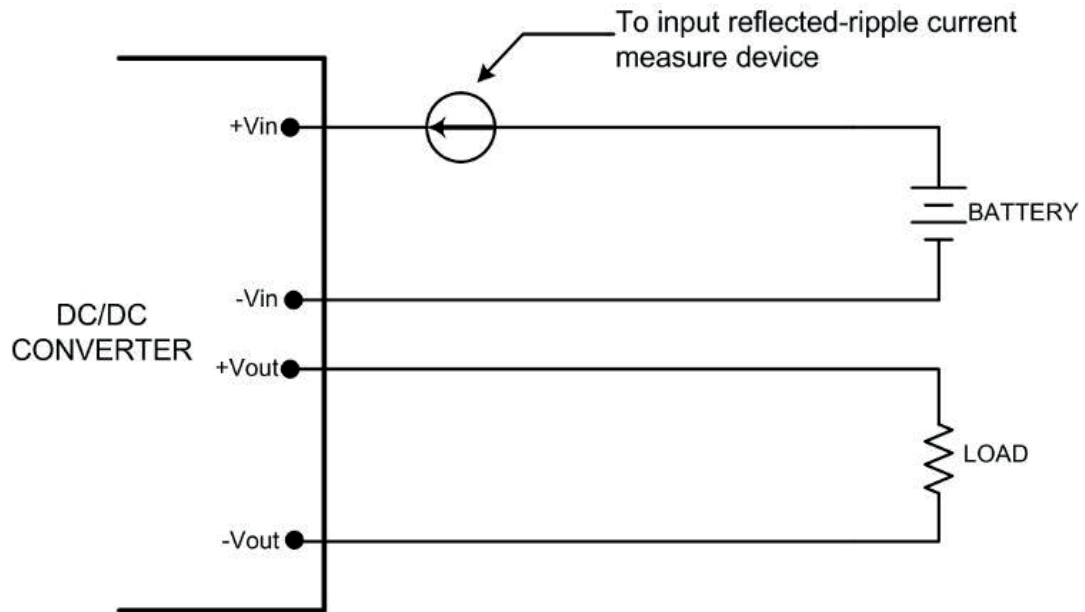 To input reflected-ripple current
measure device
+Vin
BATTERY
-Vin
DC/DC
CONVERTER
+Vout
LOAD
-Vout